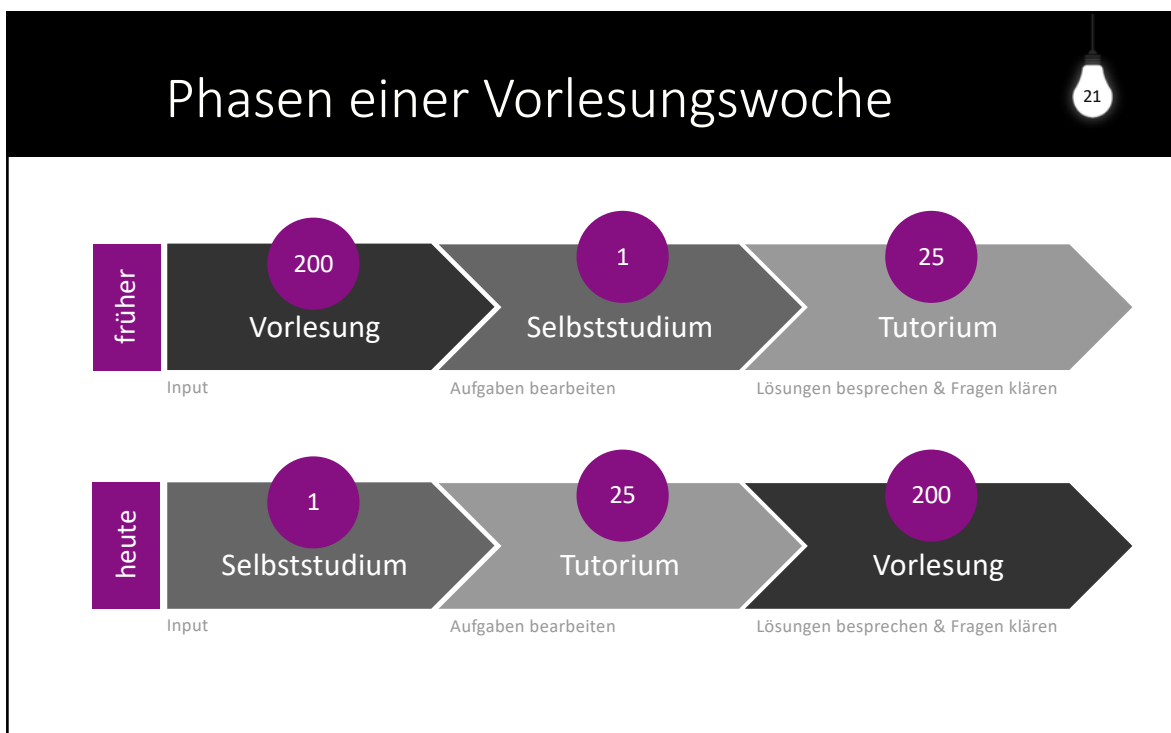 Phasen einer Vorlesungswoche
21
früher
200
Vorlesung
1
Selbststudium
25
Tutorium
Input
Aufgaben bearbeiten
Lösungen besprechen & Fragen klären
heute
1
Selbststudium
25
Tutorium
200
Vorlesung
Input
Aufgaben bearbeiten
Lösungen besprechen & Fragen klären